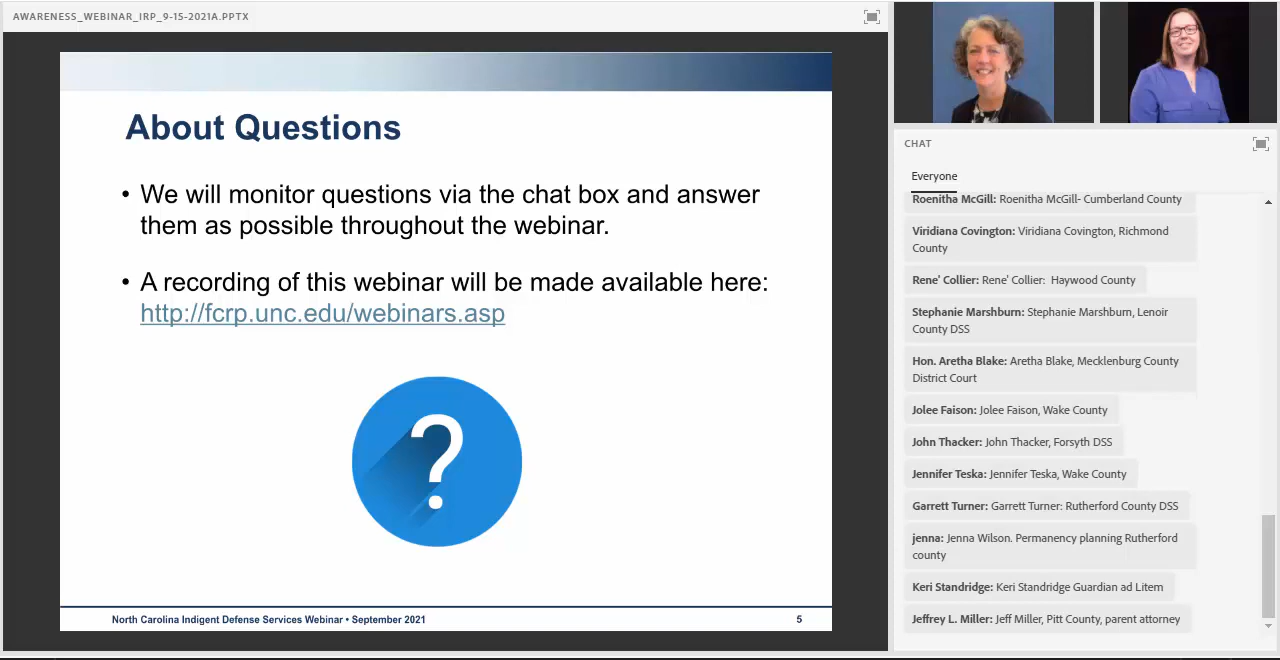 AWARENESS_WEBINAR_IRP_9-15-2021A.PPTX
About Questions
• We will monitor questions via the chat box and answer
them as possible throughout the webinar.
• A recording of this webinar will be made available here:
http://fcrp.unc.edu/webinars.asp
?
North Carolina Indigent Defense Services Webinar • September 2021
5
CHAT
Everyone
Roenitha McGill: Roenitha McGill- Cumberland County
Viridiana Covington: Viridiana Covington, Richmond
County
Rene' Collier: Rene' Collier: Haywood County
Stephanie Marshburn: Stephanie Marshburn, Lenoir
County DSS
Hon. Aretha Blake: Aretha Blake, Mecklenburg County
District Court
Jolee Faison: Jolee Faison, Wake County
John Thacker: John Thacker, Forsyth DSS
Jennifer Teska: Jennifer Teska, Wake County
Garrett Turner: Garrett Turner: Rutherford County DSS
jenna: Jenna Wilson. Permanency planning Rutherford
county
Keri Standridge: Keri Standridge Guardian ad Litem
Jeffrey L. Miller: Jeff Miller, Pitt County, parent attorney